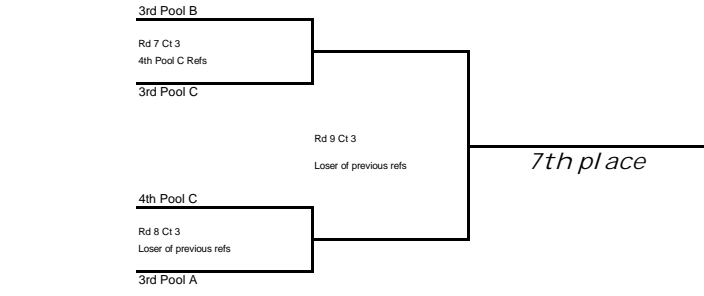 3rd Pool B
Rd 7 Ct 3
4th Pool C Refs
3rd Pool C
Rd 9 Ct 3
Loser of previous refs
7th place
4th Pool C
Rd 8 Ct 3
Loser of previous refs
3rd Pool A